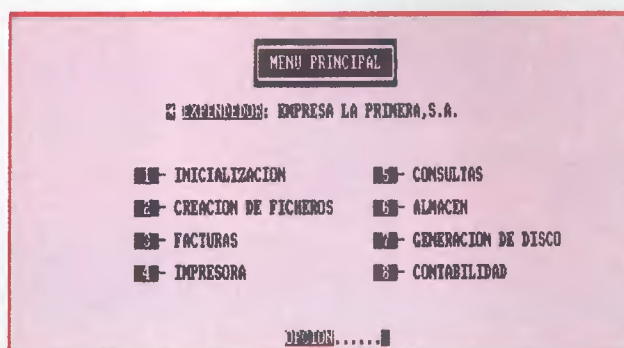 MENU PRINCIPAL
EXPENDEDOR: EMPRESA LA PRIMERA,S.A.
1- INICIALIZACION
2- CREACION DE FICHEROS
3- FACTURAS
4- IMPRESORA
5- CONSULTAS
6- ALMACEN
7- GENERACION DE DISCO
8- CONTABILIDAD
OPCION......